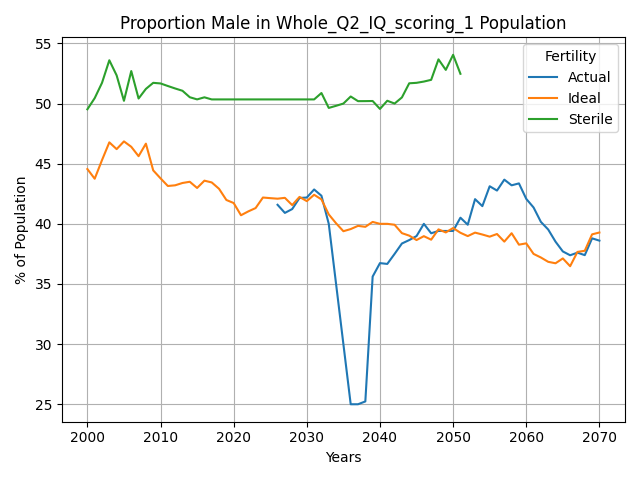 Proportion Male in Whole_Q2_IQ_scoring_1 Population
55
50
45
40
35
30
25
% of Population
Fertility
Actual
Ideal
Sterile
2000 2010 2020 2030 2040 2050 2060 2070
Years